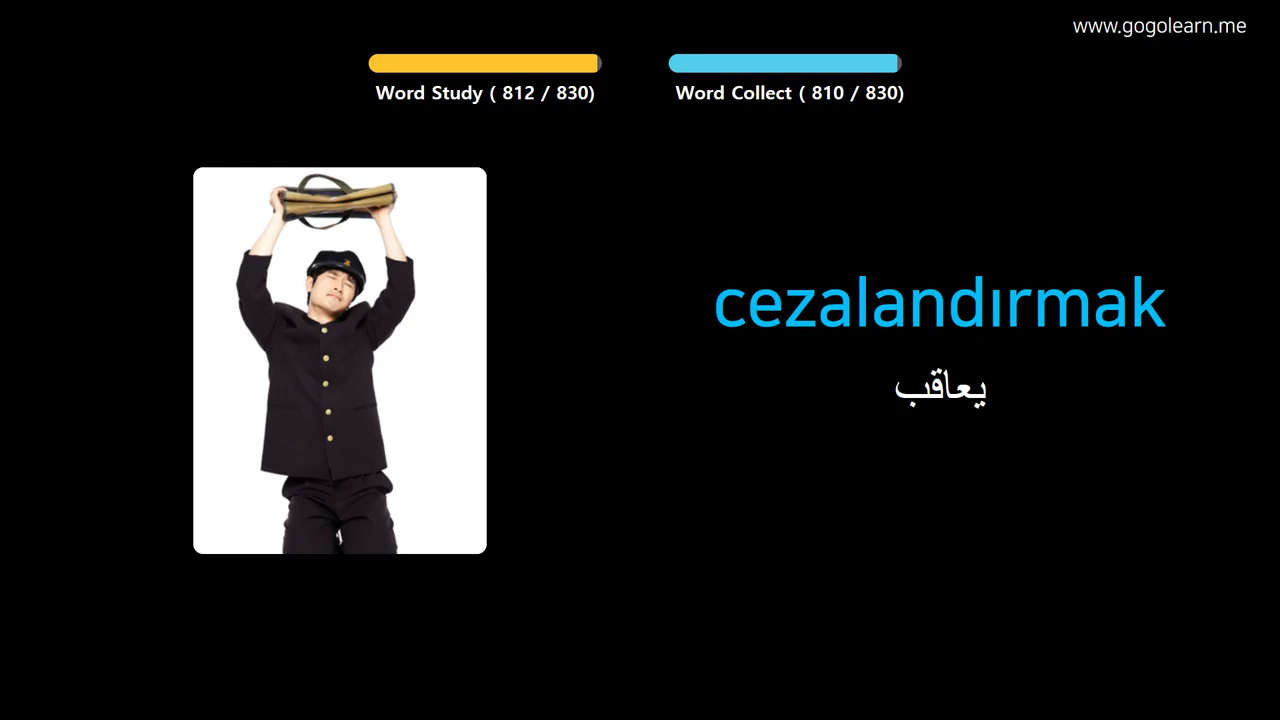 www.gogolearn.me
Word Study ( 812 / 830)
Word Collect ( 810 / 830)
cezalandırmak
يعاقب